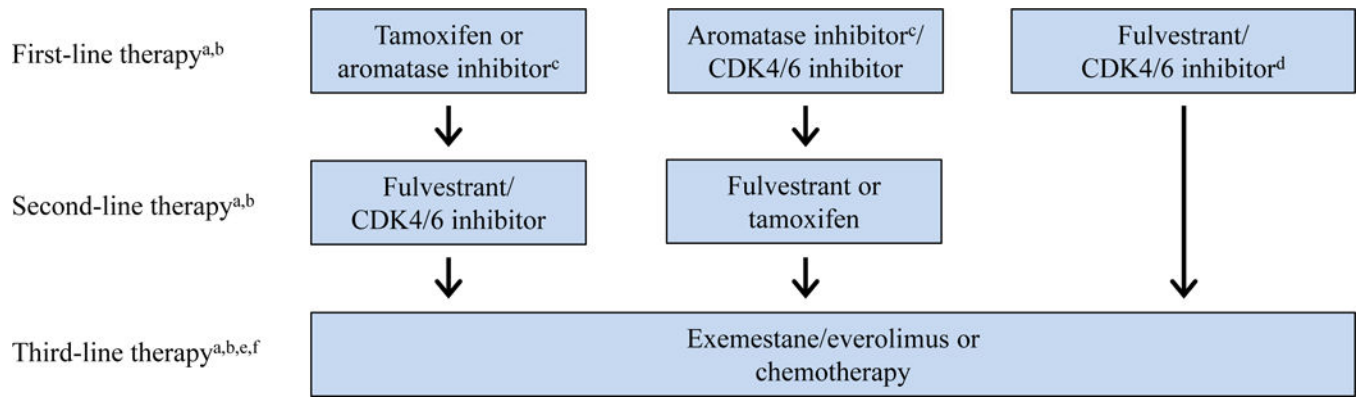 First-line therapyᵃ,ᵇ
Tamoxifen or
aromatase inhibitorᶜ
Aromatase inhibitorᶜ/
CDK4/6 inhibitor
Fulvestrant/
CDK4/6 inhibitorᵈ
Second-line therapyᵃ,ᵇ
Fulvestrant/
CDK4/6 inhibitor
Fulvestrant or
tamoxifen
Third-line therapyᵃ,ᵇ,ᵉ,ᶠ
Exemestane/everolimus or
chemotherapy